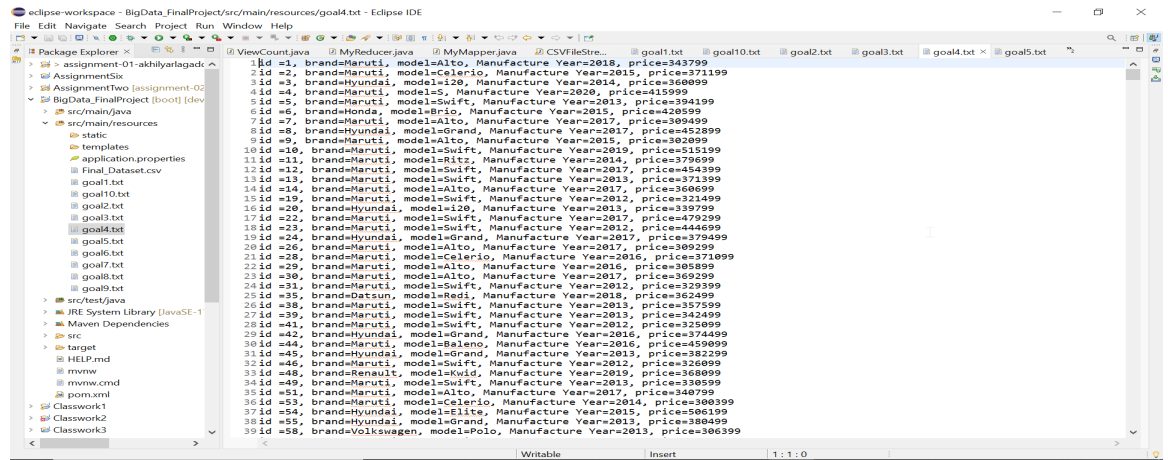 eclipse-workspace - BigData_FinalProject/src/main/resources/goal4.txt - Eclipse IDE
File Edit Navigate Search Project Run Window Help
Package Explorer
ViewCount.java MyReducer.java MyMapper.java CSVFileStre... goal1.txt goal10.txt goal2.txt goal3.txt goal4.txt goal5.txt
> assignment-01-akhilyarlagadd
AssignmentSix
AssignmentTwo [assignment-02
BigData_FinalProject [boot] [dev
src/main/java
src/main/resources
static
templates
application.properties
Final_Dataset.csv
goal1.txt
goal10.txt
goal2.txt
goal3.txt
goal4.txt
goal5.txt
goal6.txt
goal7.txt
goal8.txt
goal9.txt
src/test/java
JRE System Library [JavaSE-1
Maven Dependencies
src
target
HELP.md
mvnw
mvnw.cmd
pom.xml
Classwork1
Classwork2
Classwork3
1 id =1, brand=Maruti, model=Alto, Manufacture Year=2018, price=343799
2 id =2, brand=Maruti, model=Celerio, Manufacture Year=2015, price=371199
3 id =3, brand=Hyundai, model=i20, Manufacture Year=2014, price=360099
4 id =4, brand=Maruti, model=S, Manufacture Year=2020, price=415999
5 id =5, brand=Maruti, model=Swift, Manufacture Year=2013, price=394199
6 id =6, brand=Honda, model=Brio, Manufacture Year=2015, price=420599
7 id =7, brand=Maruti, model=Alto, Manufacture Year=2017, price=309499
8 id =8, brand=Hyundai, model=Grand, Manufacture Year=2017, price=452899
9 id =9, brand=Maruti, model=Alto, Manufacture Year=2015, price=302099
10 id =10, brand=Maruti, model=Swift, Manufacture Year=2019, price=515199
11 id =11, brand=Maruti, model=Ritz, Manufacture Year=2014, price=379699
12 id =12, brand=Maruti, model=Swift, Manufacture Year=2017, price=454399
13 id =13, brand=Maruti, model=Swift, Manufacture Year=2013, price=371399
14 id =14, brand=Maruti, model=Alto, Manufacture Year=2017, price=360699
15 id =19, brand=Maruti, model=Swift, Manufacture Year=2012, price=321499
16 id =20, brand=Hyundai, model=i20, Manufacture Year=2013, price=339799
17 id =22, brand=Maruti, model=Swift, Manufacture Year=2017, price=479299
18 id =23, brand=Maruti, model=Swift, Manufacture Year=2012, price=444699
19 id =24, brand=Hyundai, model=Grand, Manufacture Year=2017, price=379499
20 id =26, brand=Maruti, model=Alto, Manufacture Year=2017, price=309299
21 id =28, brand=Maruti, model=Celerio, Manufacture Year=2016, price=371099
22 id =29, brand=Maruti, model=Alto, Manufacture Year=2016, price=305899
23 id =30, brand=Maruti, model=Alto, Manufacture Year=2017, price=369299
24 id =31, brand=Maruti, model=Swift, Manufacture Year=2012, price=329399
25 id =35, brand=Datsun, model=Redi, Manufacture Year=2018, price=362499
26 id =38, brand=Maruti, model=Swift, Manufacture Year=2013, price=357599
27 id =39, brand=Maruti, model=Swift, Manufacture Year=2013, price=342499
28 id =41, brand=Maruti, model=Swift, Manufacture Year=2012, price=325099
29 id =42, brand=Hyundai, model=Grand, Manufacture Year=2016, price=374499
30 id =44, brand=Maruti, model=Baleno, Manufacture Year=2016, price=459099
31 id =45, brand=Hyundai, model=Grand, Manufacture Year=2013, price=382299
32 id =46, brand=Maruti, model=Swift, Manufacture Year=2012, price=326099
33 id =48, brand=Renault, model=Kwid, Manufacture Year=2019, price=368099
34 id =49, brand=Maruti, model=Swift, Manufacture Year=2013, price=330599
35 id =51, brand=Maruti, model=Alto, Manufacture Year=2017, price=340799
36 id =53, brand=Maruti, model=Celerio, Manufacture Year=2014, price=300399
37 id =54, brand=Hyundai, model=Elite, Manufacture Year=2015, price=506199
38 id =55, brand=Hyundai, model=Grand, Manufacture Year=2013, price=380499
39 id =58, brand=Volkswagen, model=Polo, Manufacture Year=2013, price=306399
Writable Insert 1 : 1 : 0